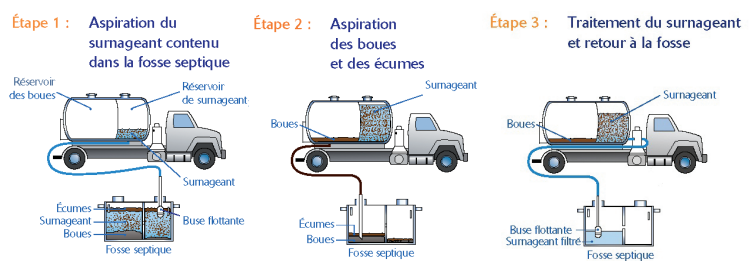 Étape 1 :
Aspiration du
surnageant contenu
dans la fosse septique
Réservoir
des boues
Réservoir
de surnageant
Surnageant
Écumes
Surnageant
Boues
Buse flottante
Fosse septique
Étape 2 :
Aspiration
des boues
et des écumes
Surnageant
Boues
Écumes
Boues
Fosse septique
Étape 3 :
Traitement du surnageant
et retour à la fosse
Surnageant
Boues
Buse flottante
Surnageant filtré
Fosse septique